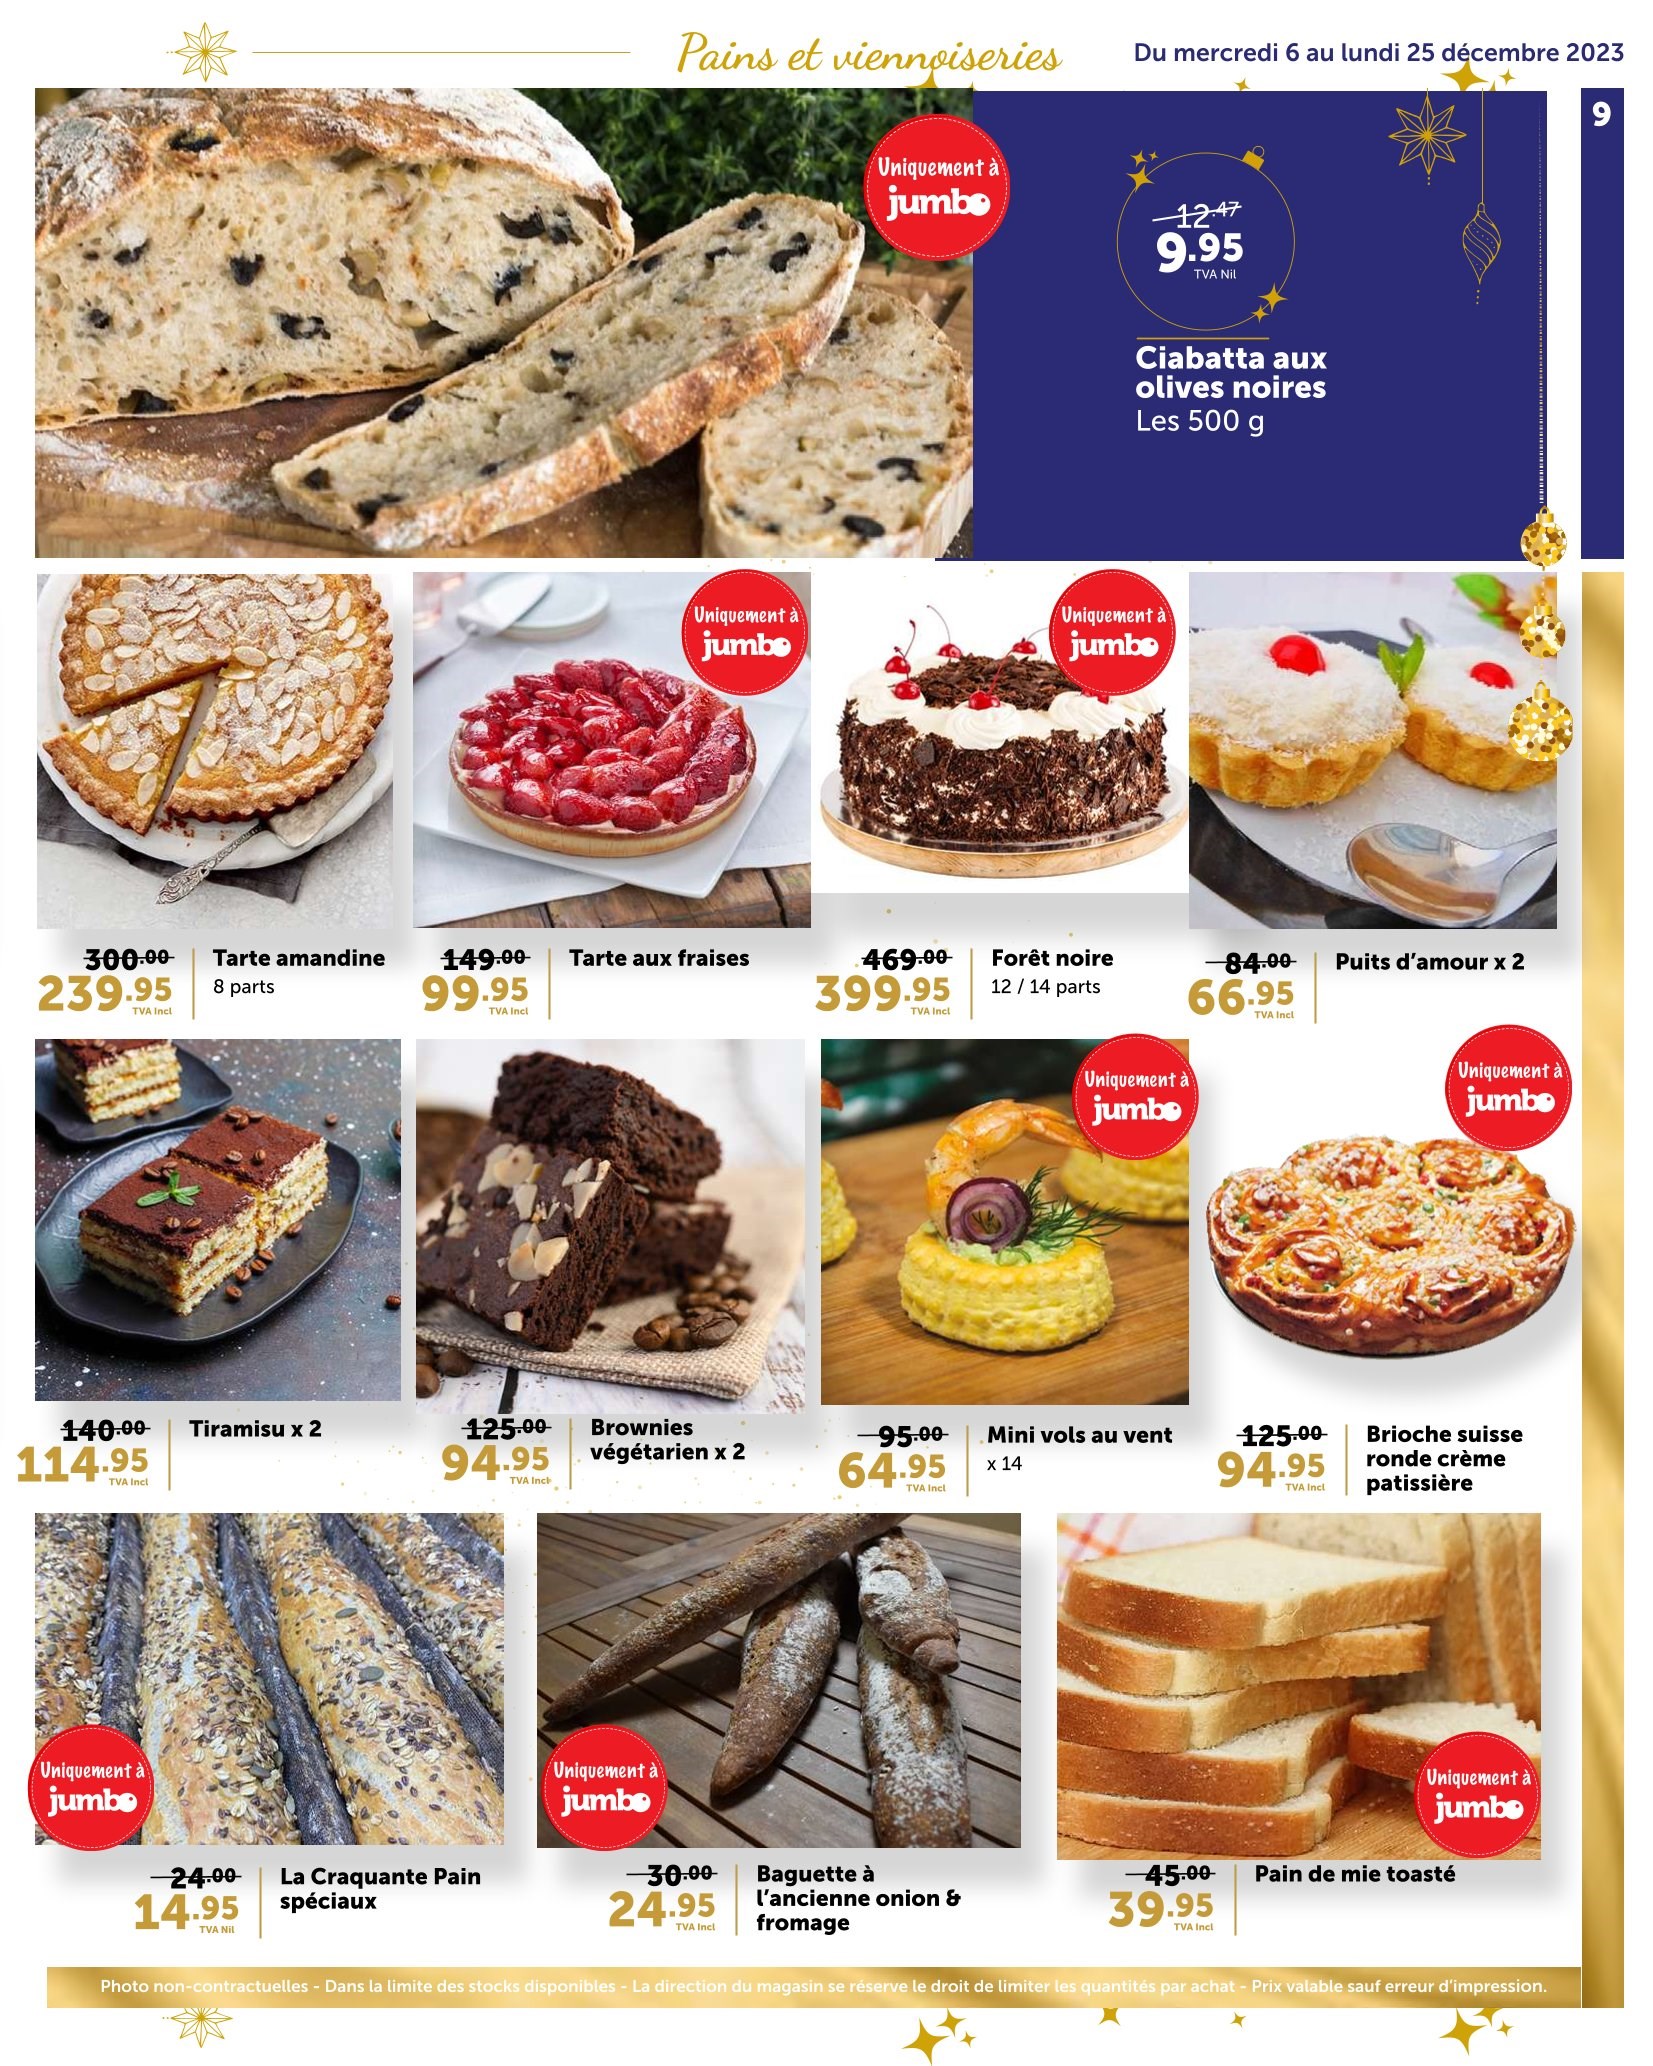 Pains et viennoiseries
Du mercredi 6 au lundi 25 décembre 2023
9
Uniquement à
jumbo
12.47
9.95
TVA Nil
Ciabatta aux
olives noires
Les 500 g
Uniquement à
jumbo
Uniquement à
jumbo
300.00
239.95
TVA Incl
Tarte amandine
8 parts
149.00
99.95
TVA Incl
Tarte aux fraises
469.00
399.95
TVA Incl
Forêt noire
12 / 14 parts
84.00
66.95
TVA Incl
Puits d'amour x 2
Uniquement à
jumbo
Uniquement à
jumbo
140.00
114.95
TVA Incl
Tiramisu x 2
125.00
94.95
TVA Incl
Brownies
végétarien x 2
95.00
64.95
TVA Incl
Mini vols au vent
x 14
125.00
94.95
TVA Incl
Brioche suisse
ronde crème
patissière
Uniquement à
jumbo
Uniquement à
jumbo
Uniquement à
jumbo
24.00
14.95
TVA Nil
La Craquante Pain
spéciaux
30.00
24.95
TVA Incl
Baguette à
l'ancienne onion &
fromage
45.00
39.95
TVA Incl
Pain de mie toasté
Photo non-contractuelles - Dans la limite des stocks disponibles - La direction du magasin se réserve le droit de limiter les quantités par achat - Prix valable sauf erreur d'impression.